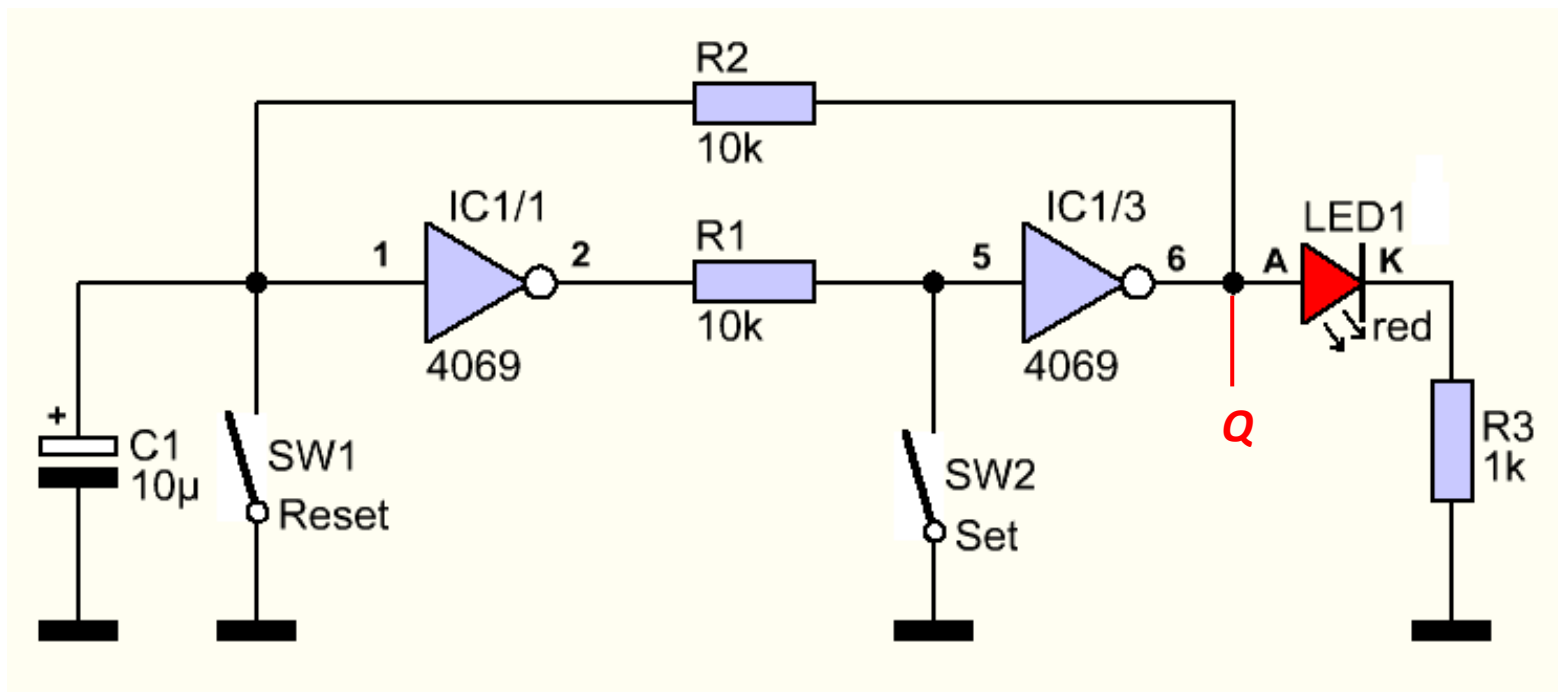 R2
10k
IC1/1
IC1/3
LED1
1
2
R1
5
6
A
K
10k
red
4069
4069
+
C1
10µ
SW1
Reset
Q
SW2
Set
R3
1k